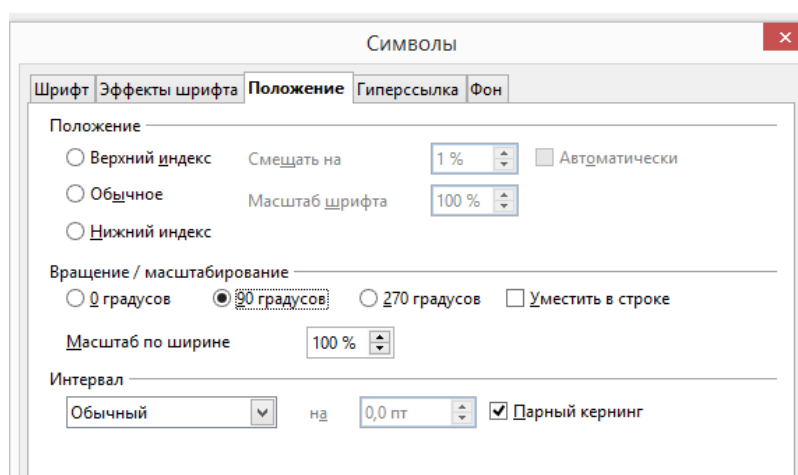 Символы
Шрифт Эффекты шрифта Положение Гиперссылка Фон
Положение
Верхний индекс Смещать на 1 % Автоматически
Обычное Масштаб шрифта 100 %
Нижний индекс
Вращение / масштабирование
0 градусов 90 градусов 270 градусов Уместить в строке
Масштаб по ширине 100 %
Интервал
Обычный на 0,0 пт Парный кернинг